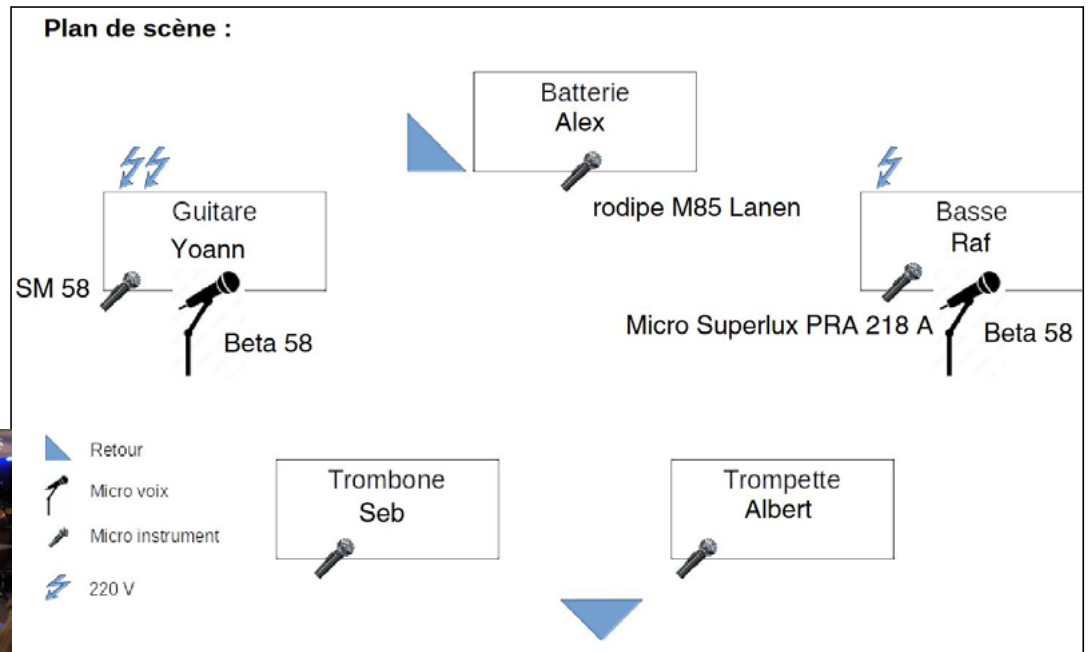 Plan de scène :
Batterie
Alex
rodipe M85 Lanen
Guitare
Yoann
SM 58
Beta 58
Basse
Raf
Micro Superlux PRA 218 A
Beta 58
Retour
Micro voix
Micro instrument
220 V
Trombone
Seb
Trompette
Albert